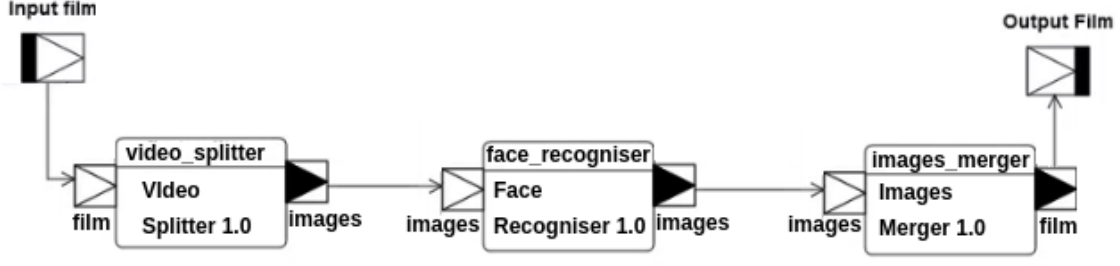 Input film
Output Film
video_splitter
VIdeo
Splitter 1.0
film
images
face_recogniser
Face
Recogniser 1.0
images
images
images_merger
Images
Merger 1.0
images
film